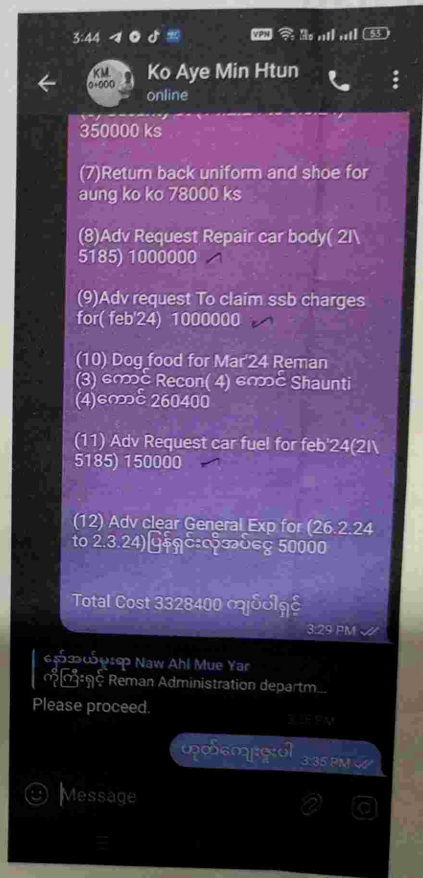 3:44
VPN
53
KM.
0+000
Ko Aye Min Htun
online
350000 ks
(7)Return back uniform and shoe for
aung ko ko 78000 ks
(8)Adv Request Repair car body( 2I\
5185) 1000000
(9)Adv request To claim ssb charges
for( feb'24) 1000000
(10) Dog food for Mar'24 Reman
(3) ကောင် Recon( 4) ကောင် Shaunti
(4)ကောင် 260400
(11) Adv Request car fuel for feb'24(2I\
5185) 150000
(12) Adv clear General Exp for (26.2.24
to 2.3.24)ပြန်ရှင်းလိုအပ်ငွေ 50000
Total Cost 3328400 ကျပ်ပါရှင့်
3:29 PM
နော်အယ်မူးရာ Naw Ahl Mue Yar
ကိုကြီးရှင့် Reman Administration departm...
Please proceed.
ဟုတ်ကျေးဇူးပါ
3:35 PM
Message